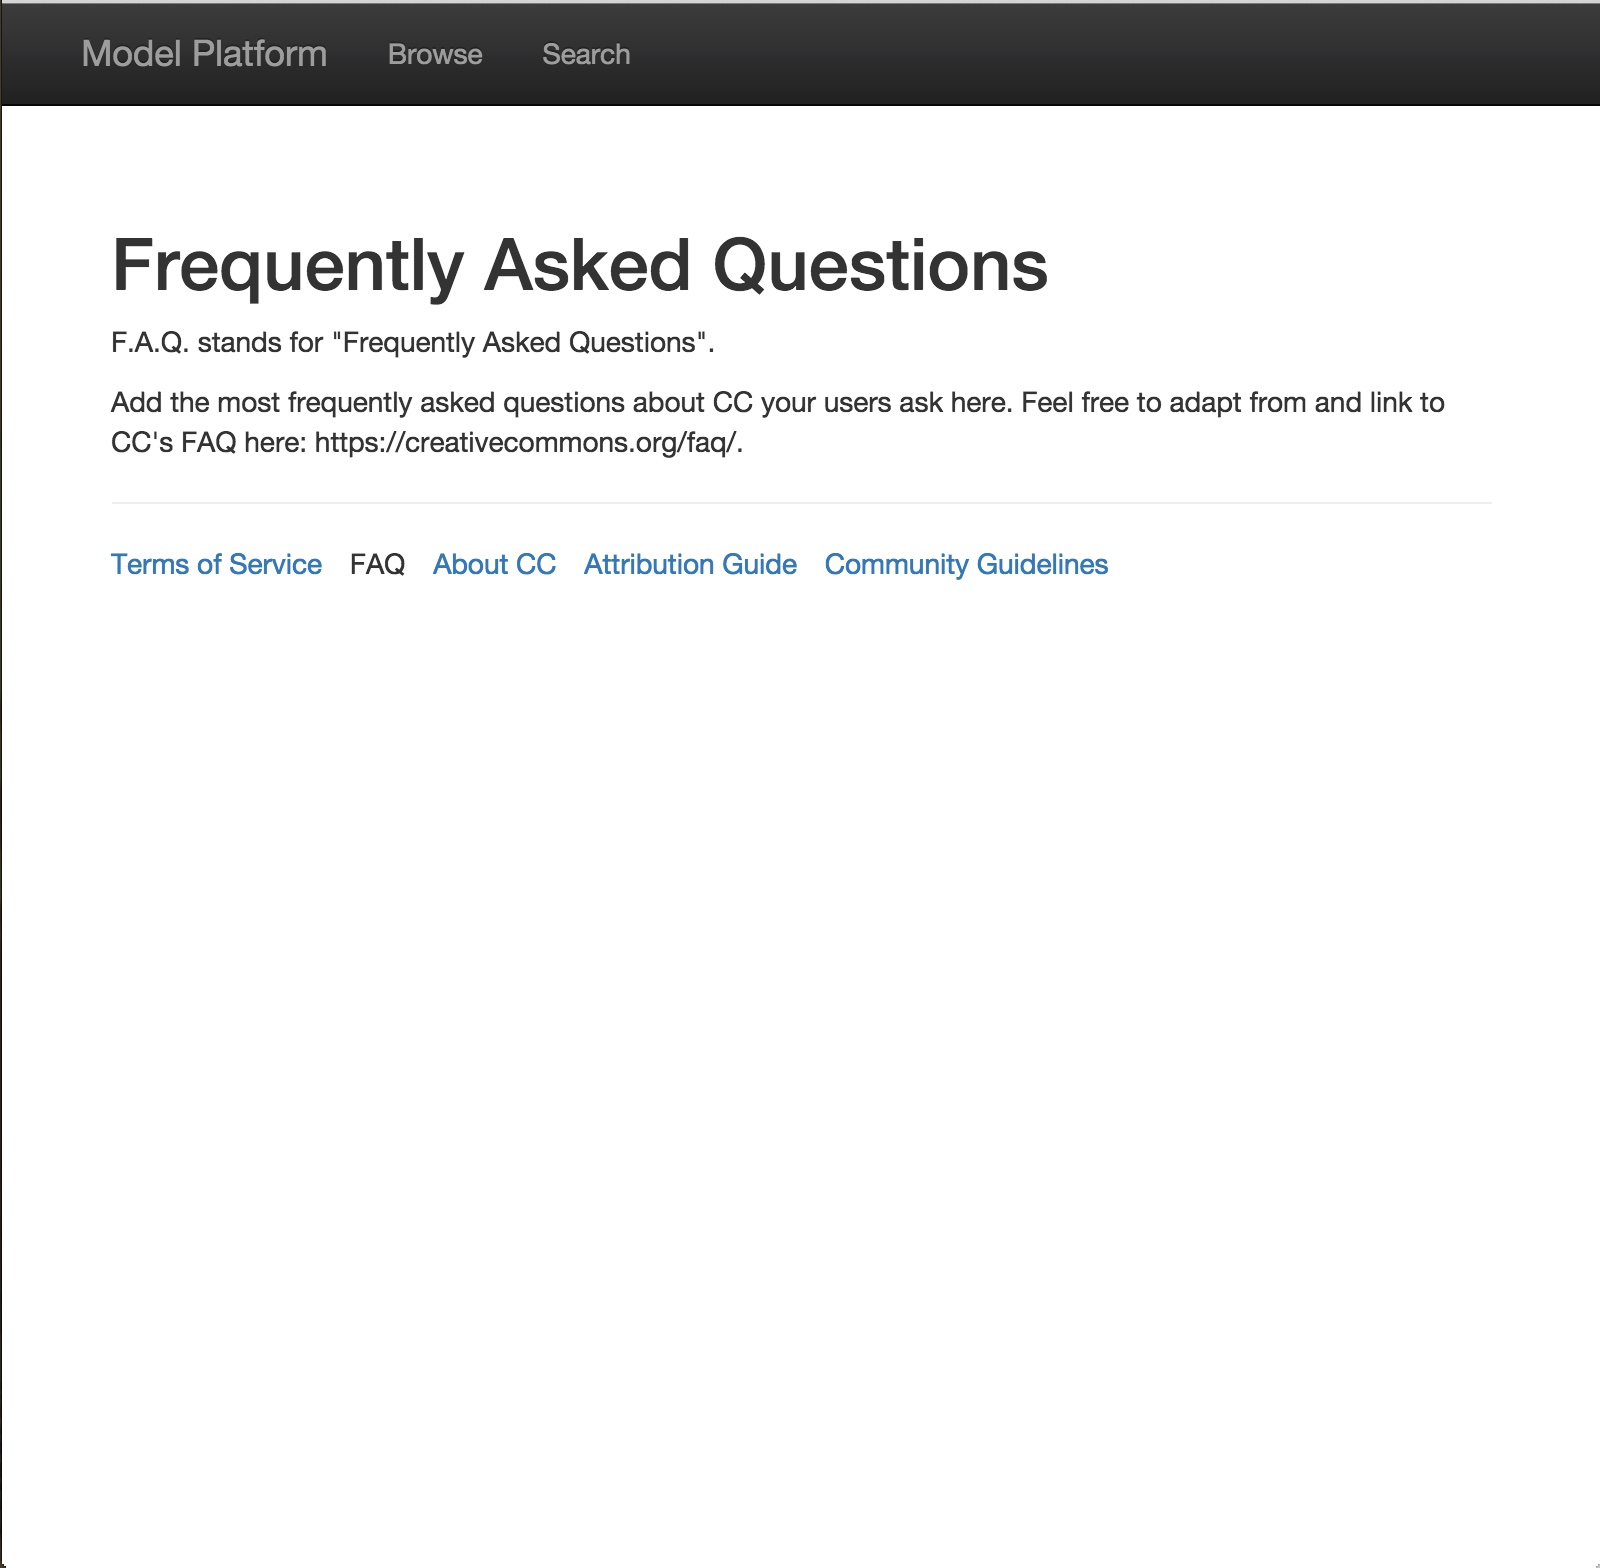 Model Platform Browse Search
Frequently Asked Questions
F.A.Q. stands for "Frequently Asked Questions".
Add the most frequently asked questions about CC your users ask here. Feel free to adapt from and link to
CC's FAQ here: https://creativecommons.org/faq/.
Terms of Service FAQ About CC Attribution Guide Community Guidelines